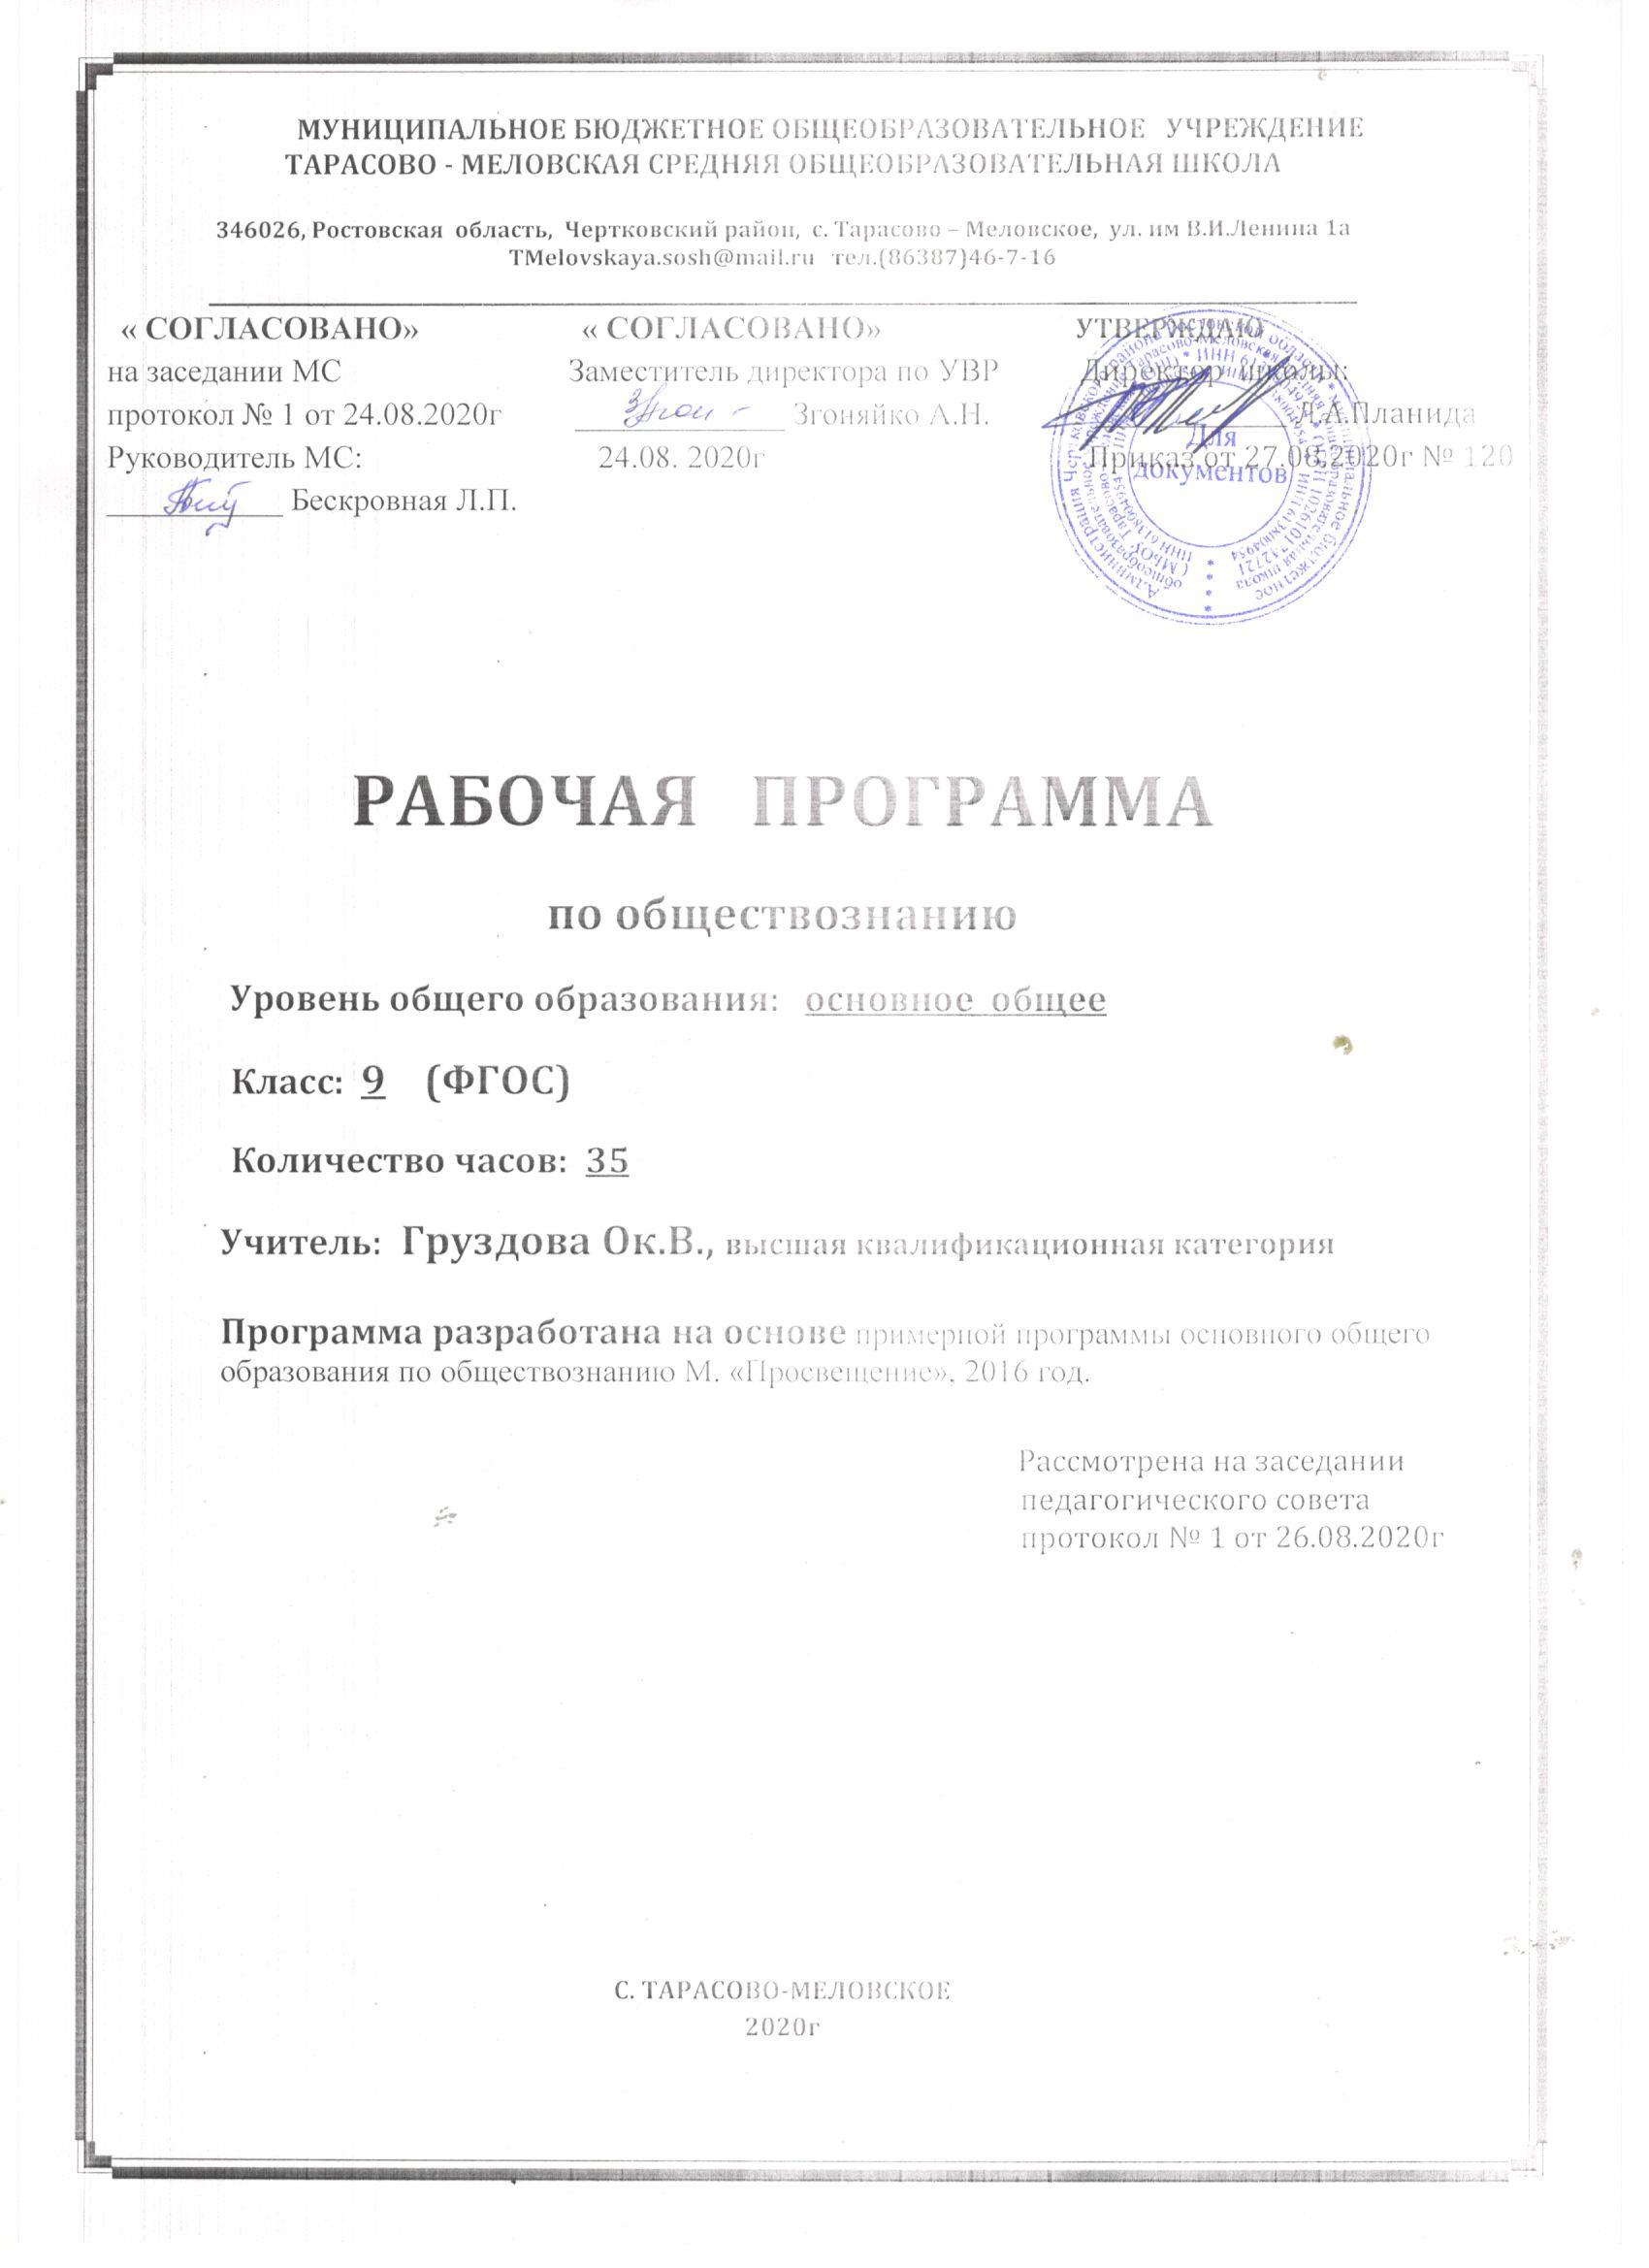 МУНИЦИПАЛЬНОЕ БЮДЖЕТНОЕ ОБЩЕОБРАЗОВАТЕЛЬНОЕ УЧРЕЖДЕНИЕ
ТАРАСОВО - МЕЛОВСКАЯ СРЕДНЯЯ ОБЩЕОБРАЗОВАТЕЛЬНАЯ ШКОЛА
346026, Ростовская область, Чертковский район, с. Тарасово – Меловское, ул. им В.И.Ленина 1а
TMelovskaya.sosh@mail.ru тел.(86387)46-7-16
« СОГЛАСОВАНО»
на заседании МС
протокол № 1 от 24.08.2020г
Руководитель МС:
Бескровная Л.П.
« СОГЛАСОВАНО»
Заместитель директора по УВР
Згоняйко А.Н.
24.08. 2020г
УТВЕРЖДАЮ
Директор школы:
Л.А.Планида
Приказ от 27.08.2020г № 120
Для
документов
РАБОЧАЯ ПРОГРАММА
по обществознанию
Уровень общего образования: основное общее
Класс: 9 (ФГОС)
Количество часов: 35
Учитель: Груздова Ок.В., высшая квалификационная категория
Программа разработана на основе примерной программы основного общего
образования по обществознанию М. «Просвещение», 2016 год.
Рассмотрена на заседании
педагогического совета
протокол № 1 от 26.08.2020г
С. ТАРАСОВО-МЕЛОВСКОЕ
2020г